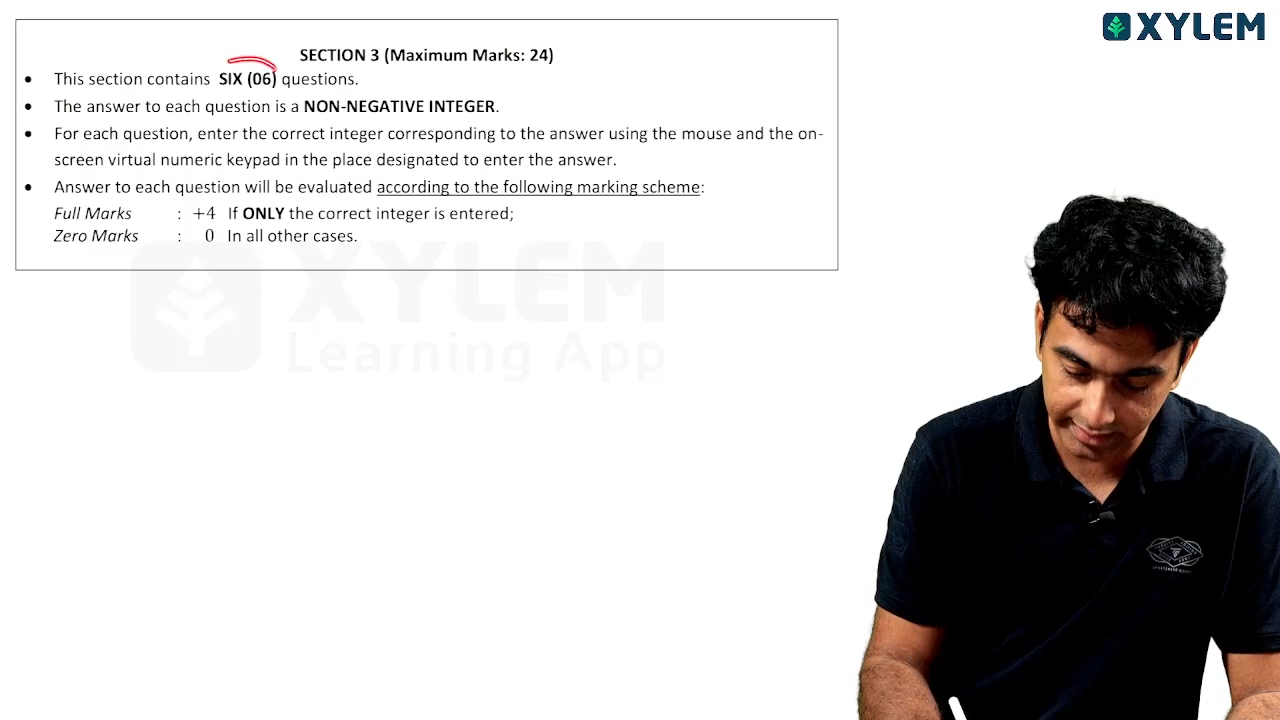 XYLEM
SECTION 3 (Maximum Marks: 24)
• This section contains SIX (06) questions.
• The answer to each question is a NON-NEGATIVE INTEGER.
• For each question, enter the correct integer corresponding to the answer using the mouse and the on-
screen virtual numeric keypad in the place designated to enter the answer.
• Answer to each question will be evaluated according to the following marking scheme:
Full Marks : +4 If ONLY the correct integer is entered;
Zero Marks : 0 In all other cases.
XYLEM
Learning App